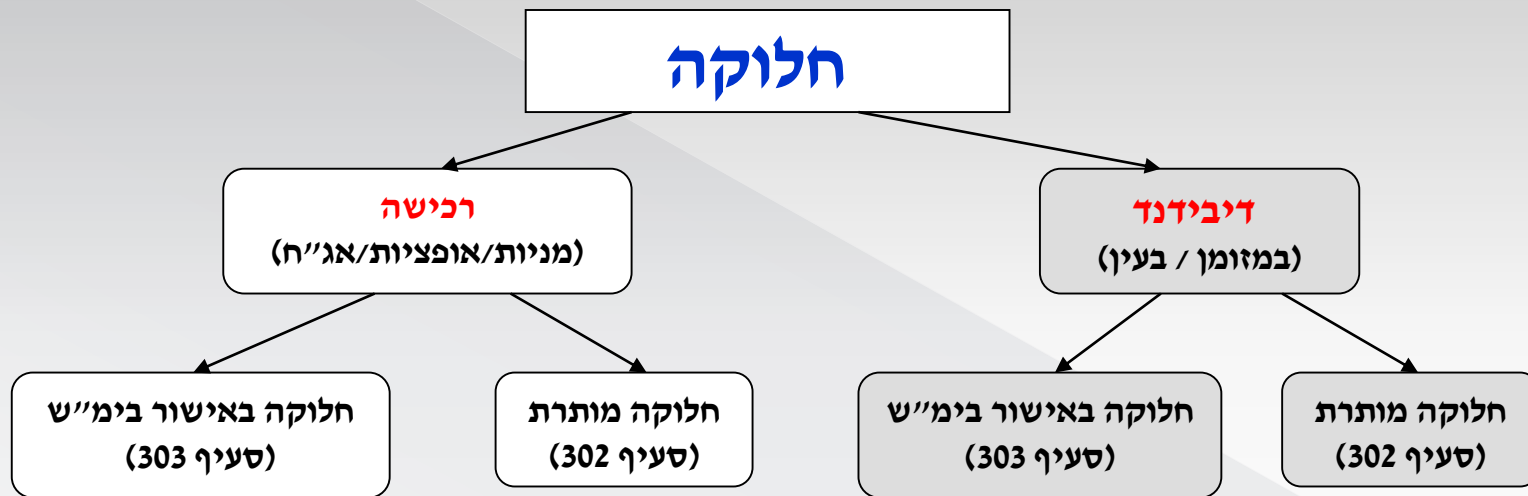 חלוקה
דיבידנד
(במזומן / בעין)
רכישה
(מניות/אופציות/אג״ח)
חלוקה מותרת
(סעיף 302)
חלוקה באישור בימ״ש
(סעיף 303)
חלוקה מותרת
(סעיף 302)
חלוקה באישור בימ״ש
(סעיף 303)